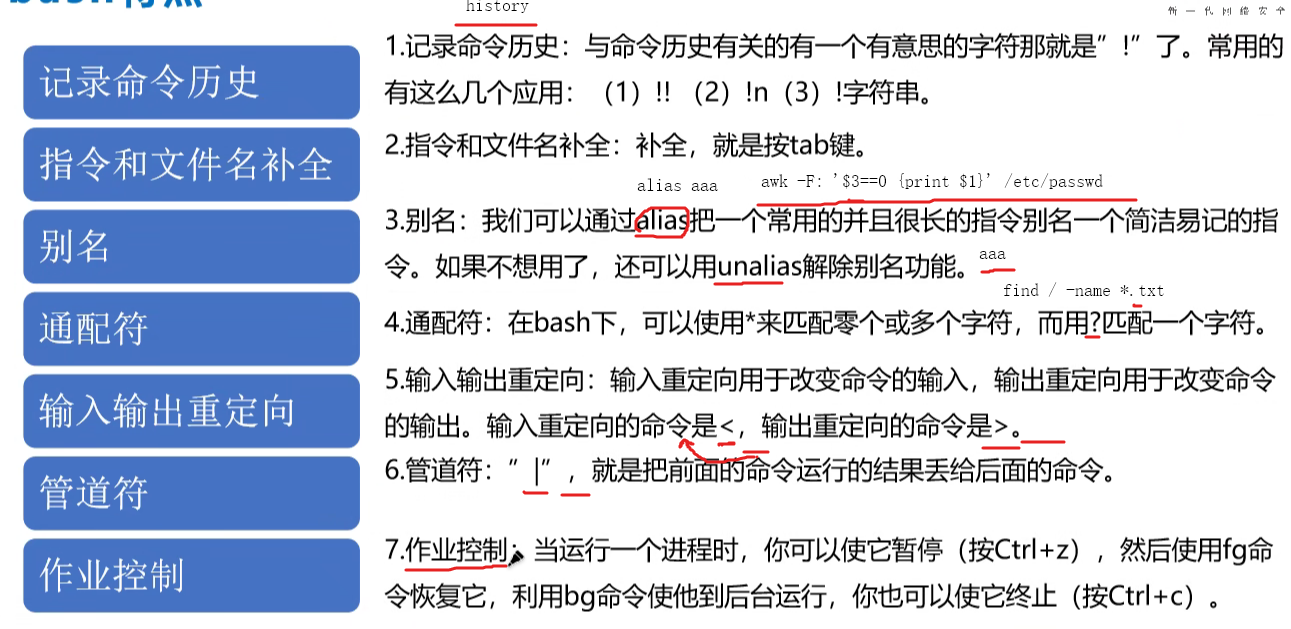 bash特点
history
新一代网络安全
记录命令历史
1.记录命令历史：与命令历史有关的有一个有意思的字符那就是”!”了。常用的
有这么几个应用：（1）!! （2）!n（3）!字符串。
指令和文件名补全
2.指令和文件名补全：补全，就是按tab键。
alias aaa
awk -F: '$3==0 {print $1}' /etc/passwd
别名
3.别名：我们可以通过alias把一个常用的并且很长的指令别名一个简洁易记的指
令。如果不想用了，还可以用unalias解除别名功能。
aaa
find / -name *.txt
通配符
4.通配符：在bash下，可以使用*来匹配零个或多个字符，而用?匹配一个字符。
输入输出重定向
5.输入输出重定向：输入重定向用于改变命令的输入，输出重定向用于改变命令
的输出。输入重定向的命令是<，输出重定向的命令是>。
管道符
6.管道符：”|”，就是把前面的命令运行的结果丢给后面的命令。
作业控制
7.作业控制：当运行一个进程时，你可以使它暂停（按Ctrl+z），然后使用fg命
令恢复它，利用bg命令使他到后台运行，你也可以使它终止（按Ctrl+c）。